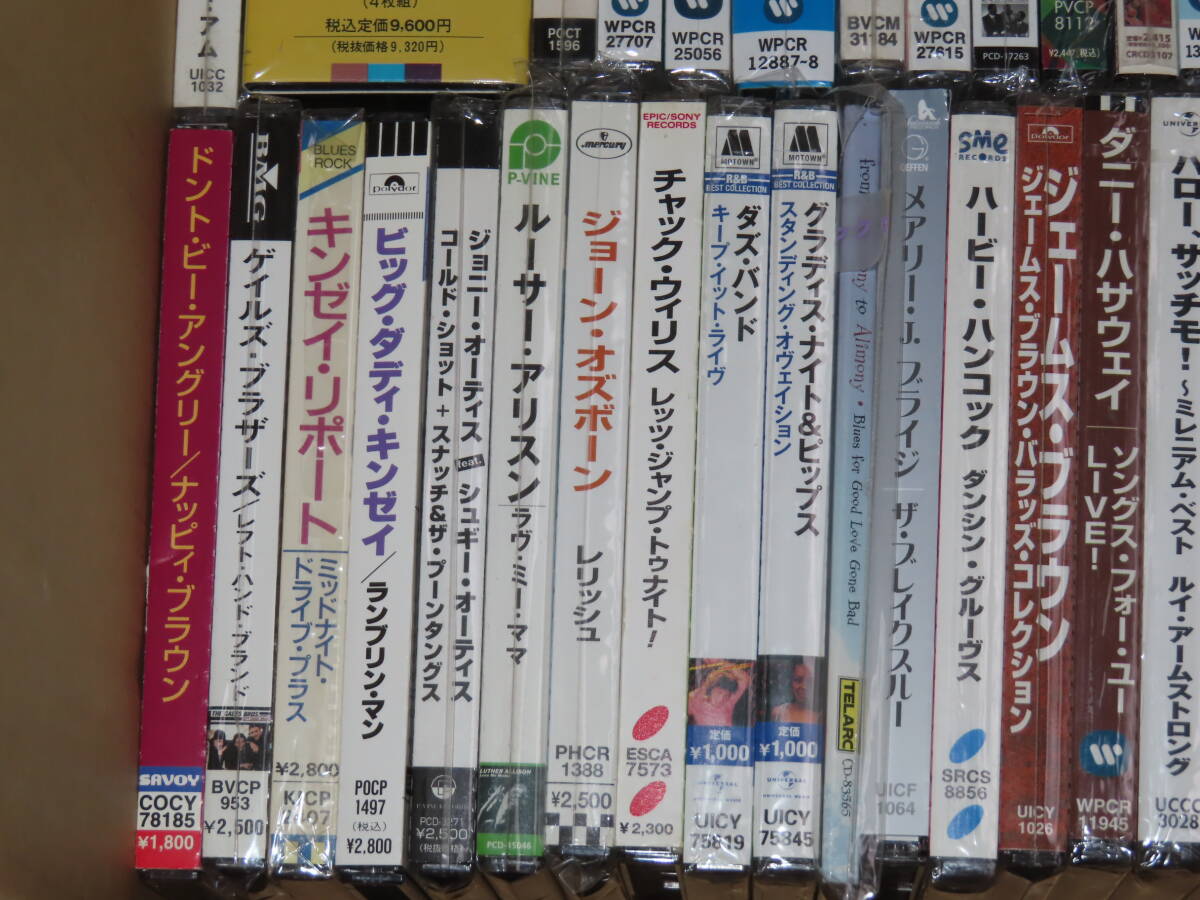 ア・ム
UICC
1032
(4枚組)
税込定価9,600円
(税抜価格9,320円)
POCT
1596
WPCR
27707
WPCR
25056
WPCR
12887~8
BVCM
31184
WPCR
27615
PCD-17263
PVCP
8112
CRCD
ドント・ビー・アングリー/ナッピィ・ブラウン
SAVOY
COCY
78185
¥1,800
BMG
ゲイルズ・ブラザーズ/レフト・ハンド・ブランド
BVCP
953
¥2,500
BLUES
ROCK
キンゼイ・リポート
ミッドナイト・
ドライブ・プラス
¥2,800
polydor
ビッグ・ダディ・キンゼイ/ランブリン・マン
POCP
1497
(税込)
¥2,800
ジョニー・オーティス feat. シュギー・オーティス
コールド・ショット + スナッチ&ザ・プーンタングス
¥2,500
P-VINE
ルーサー・アリスン ラヴ・ミー・ママ
LUTHER ALLISON
PCD-15046
mercury
ジョーン・オズボーン レリッシュ
PHCR
1388
¥2,500
EPIC/SONY
RECORDS
チャック・ウィリス レッツ・ジャンプ・トゥナイト!
ESCA
7573
¥2,300
MOTOWN
R&B
BEST COLLECTION
ダズ・バンド
キープ・イット・ライヴ
定価
¥1,000
UNIVERSAL
UICY
75819
MOTOWN
R&B
BEST COLLECTION
グラディス・ナイト&ピップス
スタンディング・オヴェイション
定価
¥1,000
UNIVERSAL
UICY
75345
to Alimony • Blues for Good Love Gone Bad
TELARC
CD-83565
GEFFEN
メアリー・J. ブライジ ザ・ブレイクスルー
UICF
1064
SME
RECORDS
ハービー・ハンコック ダンシン・グルーヴス
SRCS
8856
polydor
ジェームス・ブラウン
ジェームス・ブラウン・バラッズ・コレクション
UICY
1026
ダニー・ハサウェイ
ソングス・フォー・ユー
LIVE!
WPCR
11945
UNIVERSAL
ハロー、サッチモ!~ミレニアム・ベスト ルイ・アームストロング
UCCC
3028